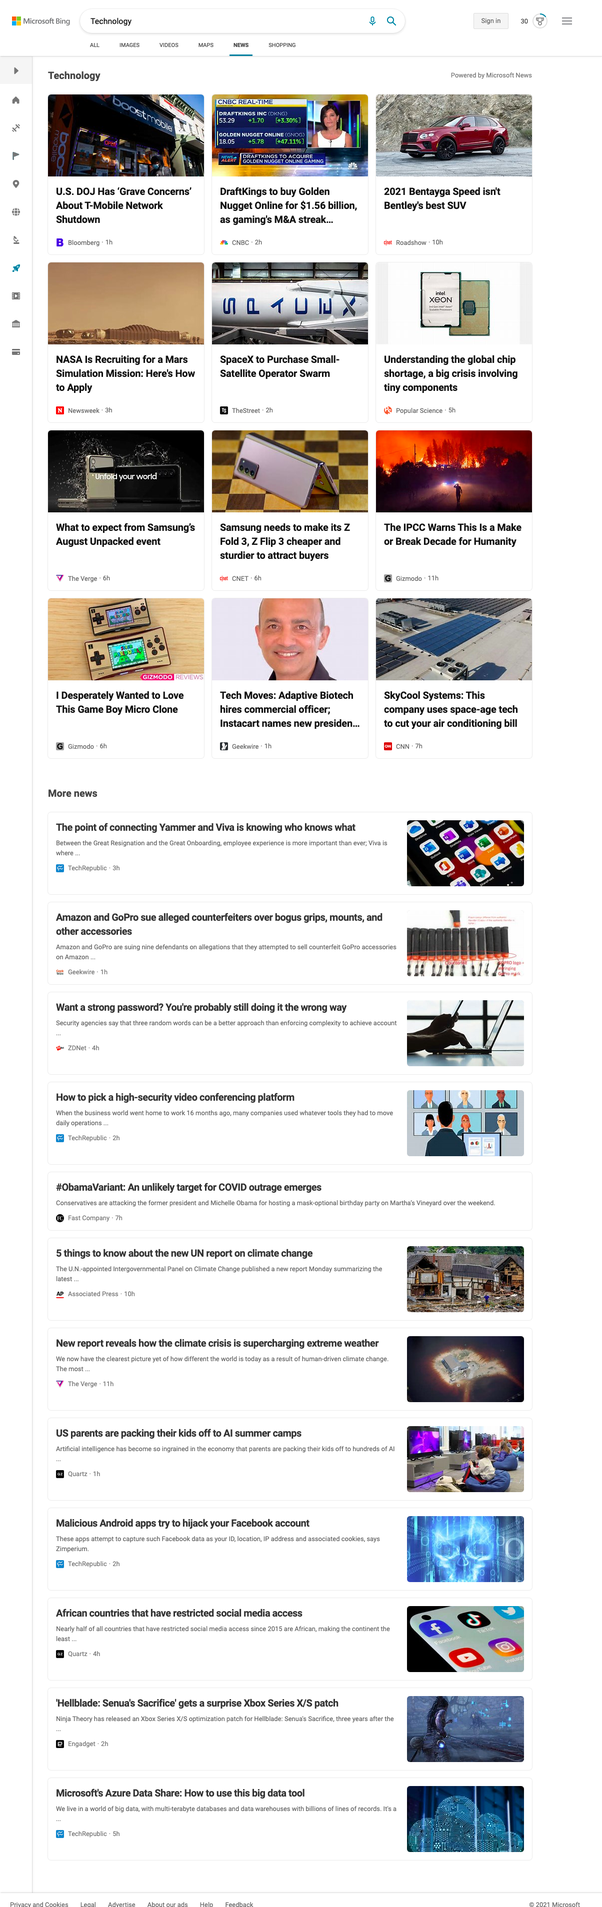 Microsoft Bing
Technology
Sign in
30
ALL
IMAGES
VIDEOS
MAPS
NEWS
SHOPPING
Technology
Powered by Microsoft News
boostmobile
CNBC REAL-TIME
DRAFTKINGS INC (DKNG)
53.29 +1.70 [+3.30%]
GOLDEN NUGGET ONLINE (GNOG)
18.05 +5.78 [+47.11%]
NEWS ALERT
DRAFTKINGS TO ACQUIRE
GOLDEN NUGGET ONLINE GAMING
U.S. DOJ Has ‘Grave Concerns’
About T-Mobile Network
Shutdown
Bloomberg · 1h
DraftKings to buy Golden
Nugget Online for $1.56 billion,
as gaming's M&A streak...
CNBC · 2h
2021 Bentayga Speed isn't
Bentley's best SUV
Roadshow · 10h
SPACEX
intel
XEON
NASA Is Recruiting for a Mars
Simulation Mission: Here's How
to Apply
Newsweek · 3h
SpaceX to Purchase Small-
Satellite Operator Swarm
TheStreet · 2h
Understanding the global chip
shortage, a big crisis involving
tiny components
Popular Science · 5h
Unfold your world
What to expect from Samsung's
August Unpacked event
The Verge · 6h
Samsung needs to make its Z
Fold 3, Z Flip 3 cheaper and
sturdier to attract buyers
CNET · 6h
The IPCC Warns This Is a Make
or Break Decade for Humanity
Gizmodo · 11h
GIZMODO REVIEWS
I Desperately Wanted to Love
This Game Boy Micro Clone
Gizmodo · 6h
Tech Moves: Adaptive Biotech
hires commercial officer;
Instacart names new presiden...
Geekwire · 1h
SkyCool Systems: This
company uses space-age tech
to cut your air conditioning bill
CNN · 7h
More news
The point of connecting Yammer and Viva is knowing who knows what
Between the Great Resignation and the Great Onboarding, employee experience is more important than ever; Viva is
where ...
TechRepublic · 3h
Amazon and GoPro sue alleged counterfeiters over bogus grips, mounts, and
other accessories
Amazon and GoPro are suing nine defendants on allegations that they attempted to sell counterfeit GoPro accessories
on Amazon ...
Geekwire · 1h
Want a strong password? You're probably still doing it the wrong way
Security agencies say that three random words can be a better approach than enforcing complexity to achieve account
...
ZDNet · 4h
How to pick a high-security video conferencing platform
When the business world went home to work 16 months ago, many companies used whatever tools they had to move
daily operations ...
TechRepublic · 2h
#ObamaVariant: An unlikely target for COVID outrage emerges
Conservatives are attacking the former president and Michelle Obama for hosting a mask-optional birthday party on Martha's Vineyard over the weekend.
Fast Company · 7h
5 things to know about the new UN report on climate change
The U.N.-appointed Intergovernmental Panel on Climate Change published a new report Monday summarizing the
latest ...
AP
Associated Press · 10h
New report reveals how the climate crisis is supercharging extreme weather
We now have the clearest picture yet of how different the world is today as a result of human-driven climate change.
The most ...
The Verge · 11h
US parents are packing their kids off to AI summer camps
Artificial intelligence has become so ingrained in the economy that parents are packing their kids off to hundreds of AI
...
Quartz · 1h
Malicious Android apps try to hijack your Facebook account
These apps attempt to capture such Facebook data as your ID, location, IP address and associated cookies, says
Zimperium.
TechRepublic · 2h
African countries that have restricted social media access
Nearly half of all countries that have restricted social media access since 2015 are African, making the continent the
least ...
Quartz · 4h
'Hellblade: Senua's Sacrifice' gets a surprise Xbox Series X/S patch
Ninja Theory has released an Xbox Series X/S optimization patch for Hellblade: Senua's Sacrifice, three years after the
...
Engadget · 2h
Microsoft's Azure Data Share: How to use this big data tool
We live in a world of big data, with multi-terabyte databases and data warehouses with billions of lines of records. It's a
...
TechRepublic · 5h
Privacy and Cookies
Legal
Advertise
About our ads
Help
Feedback
© 2021 Microsoft